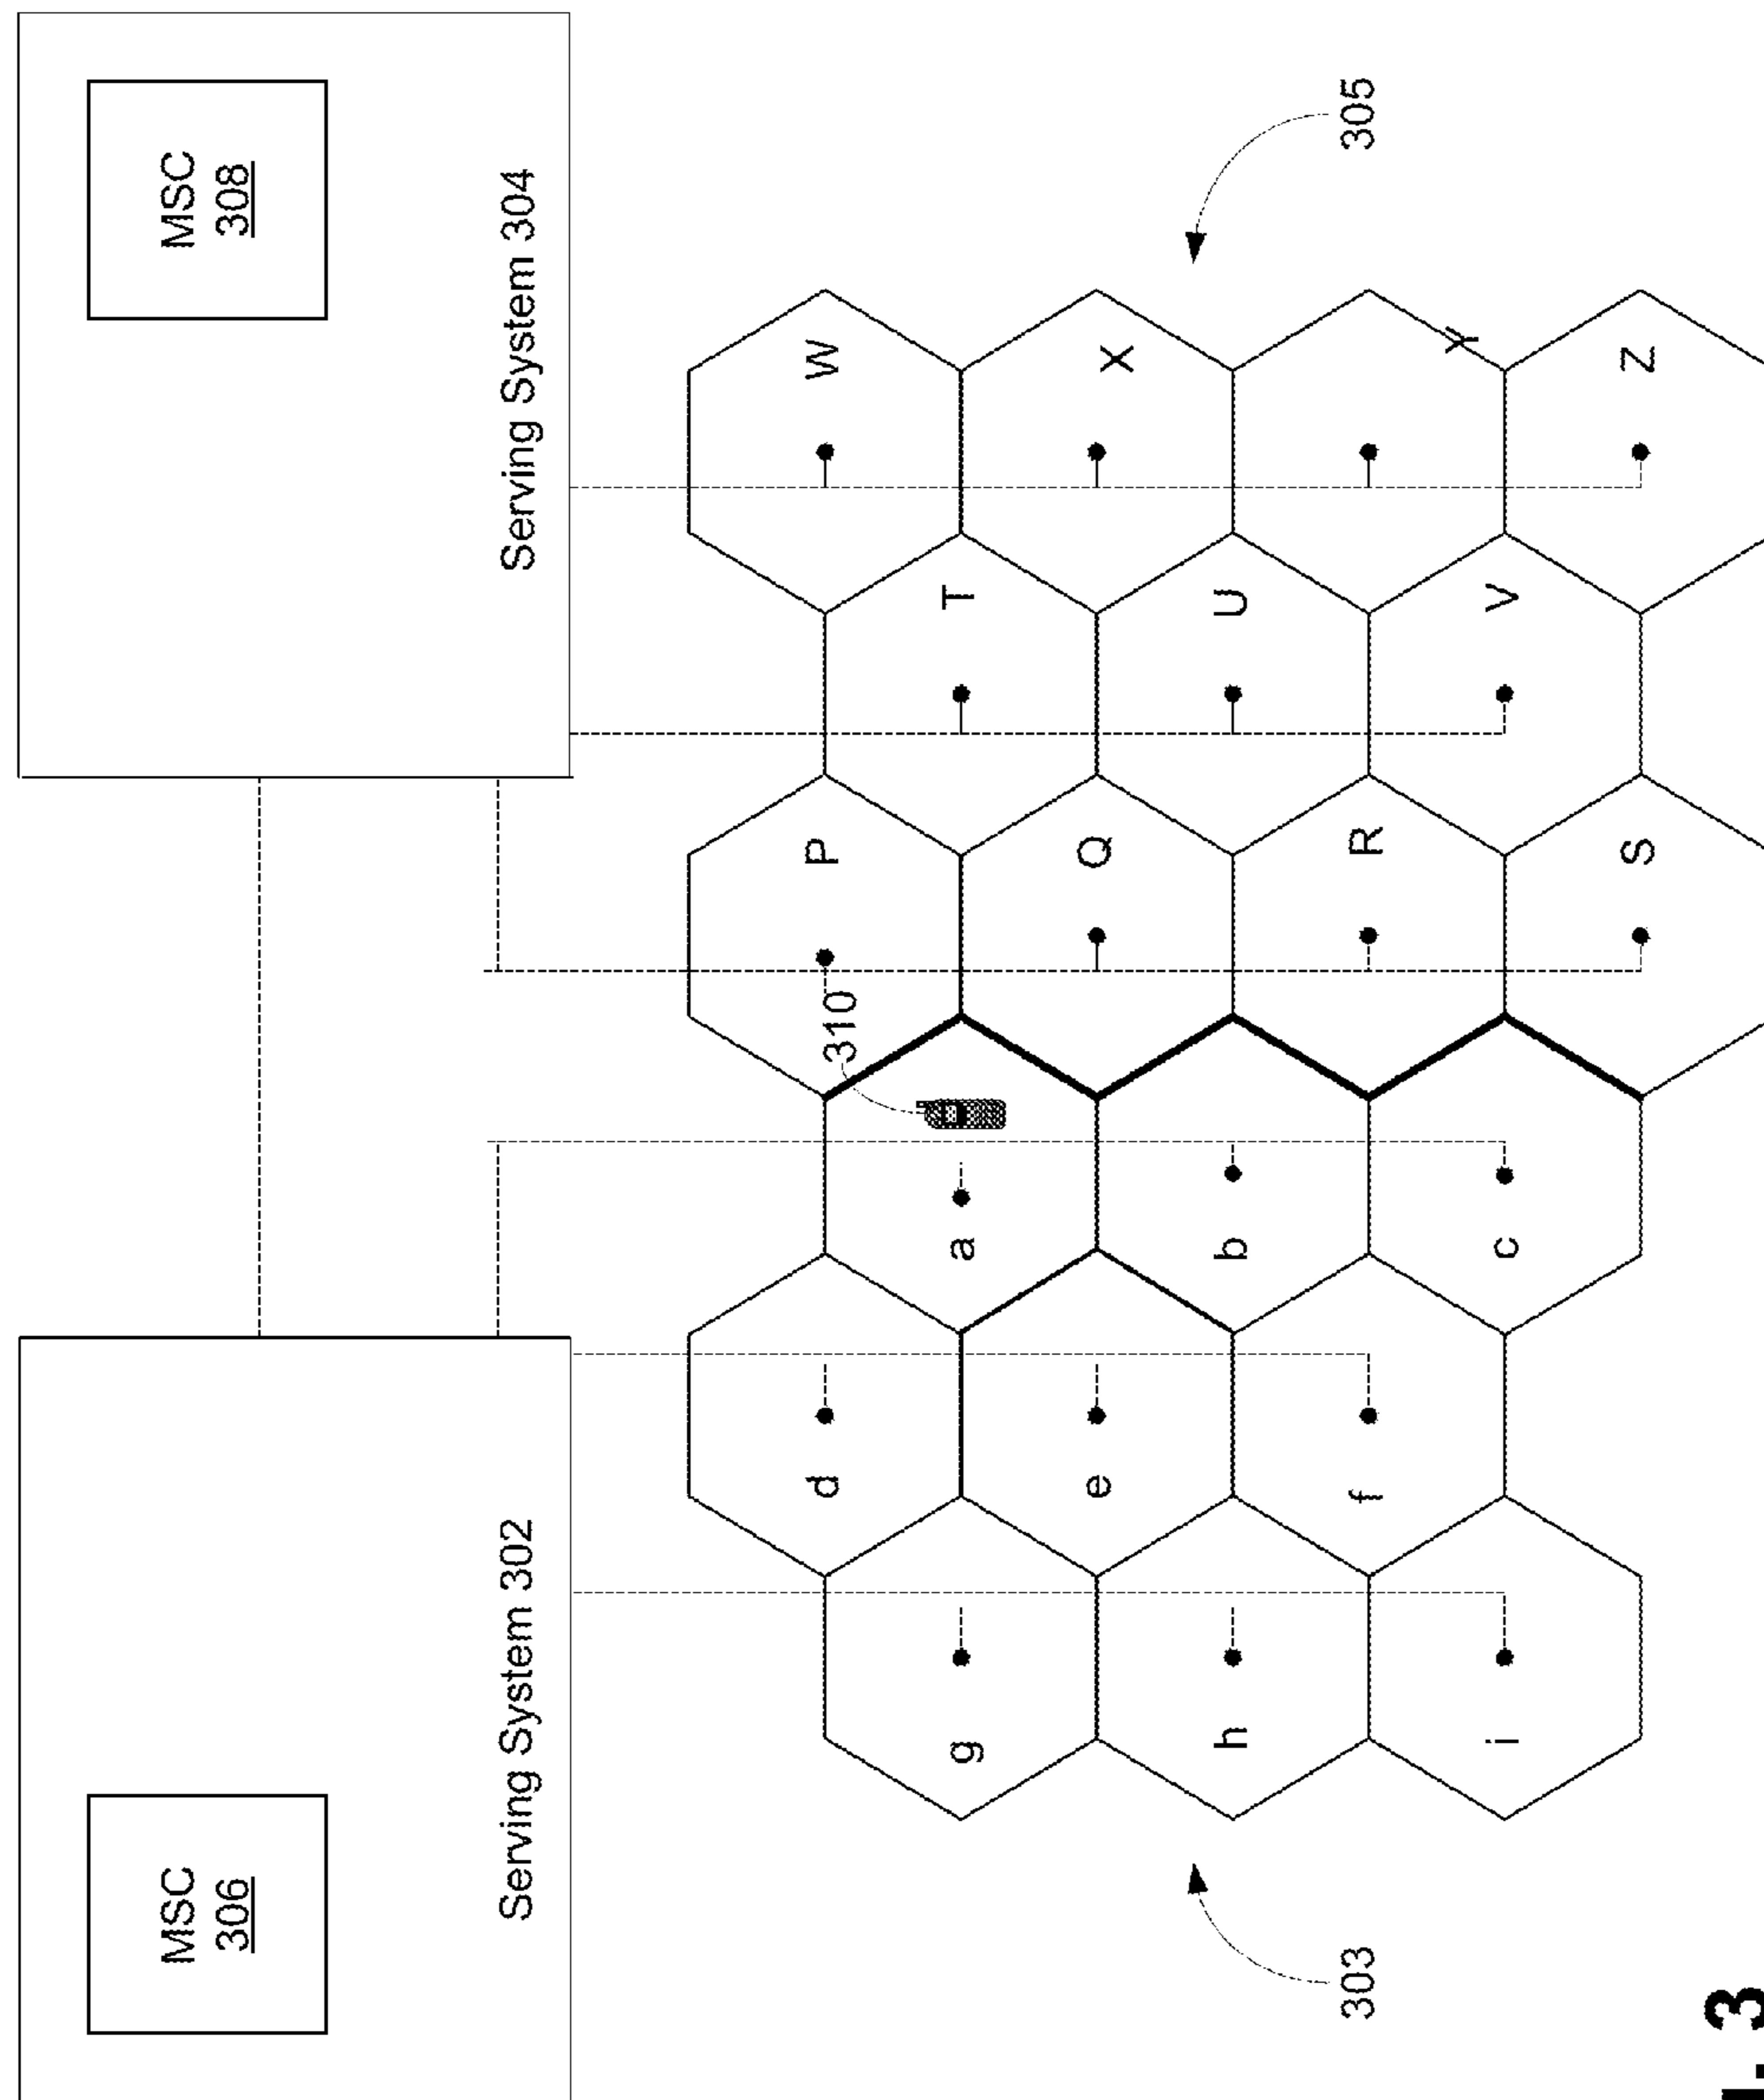 MSC
306
Serving System 302
MSC
308
Serving System 304
d
310
P
W
g
a
T
e
Q
X
h
b
U
303
f
R
305
Y
i
c
V
S
Z
3